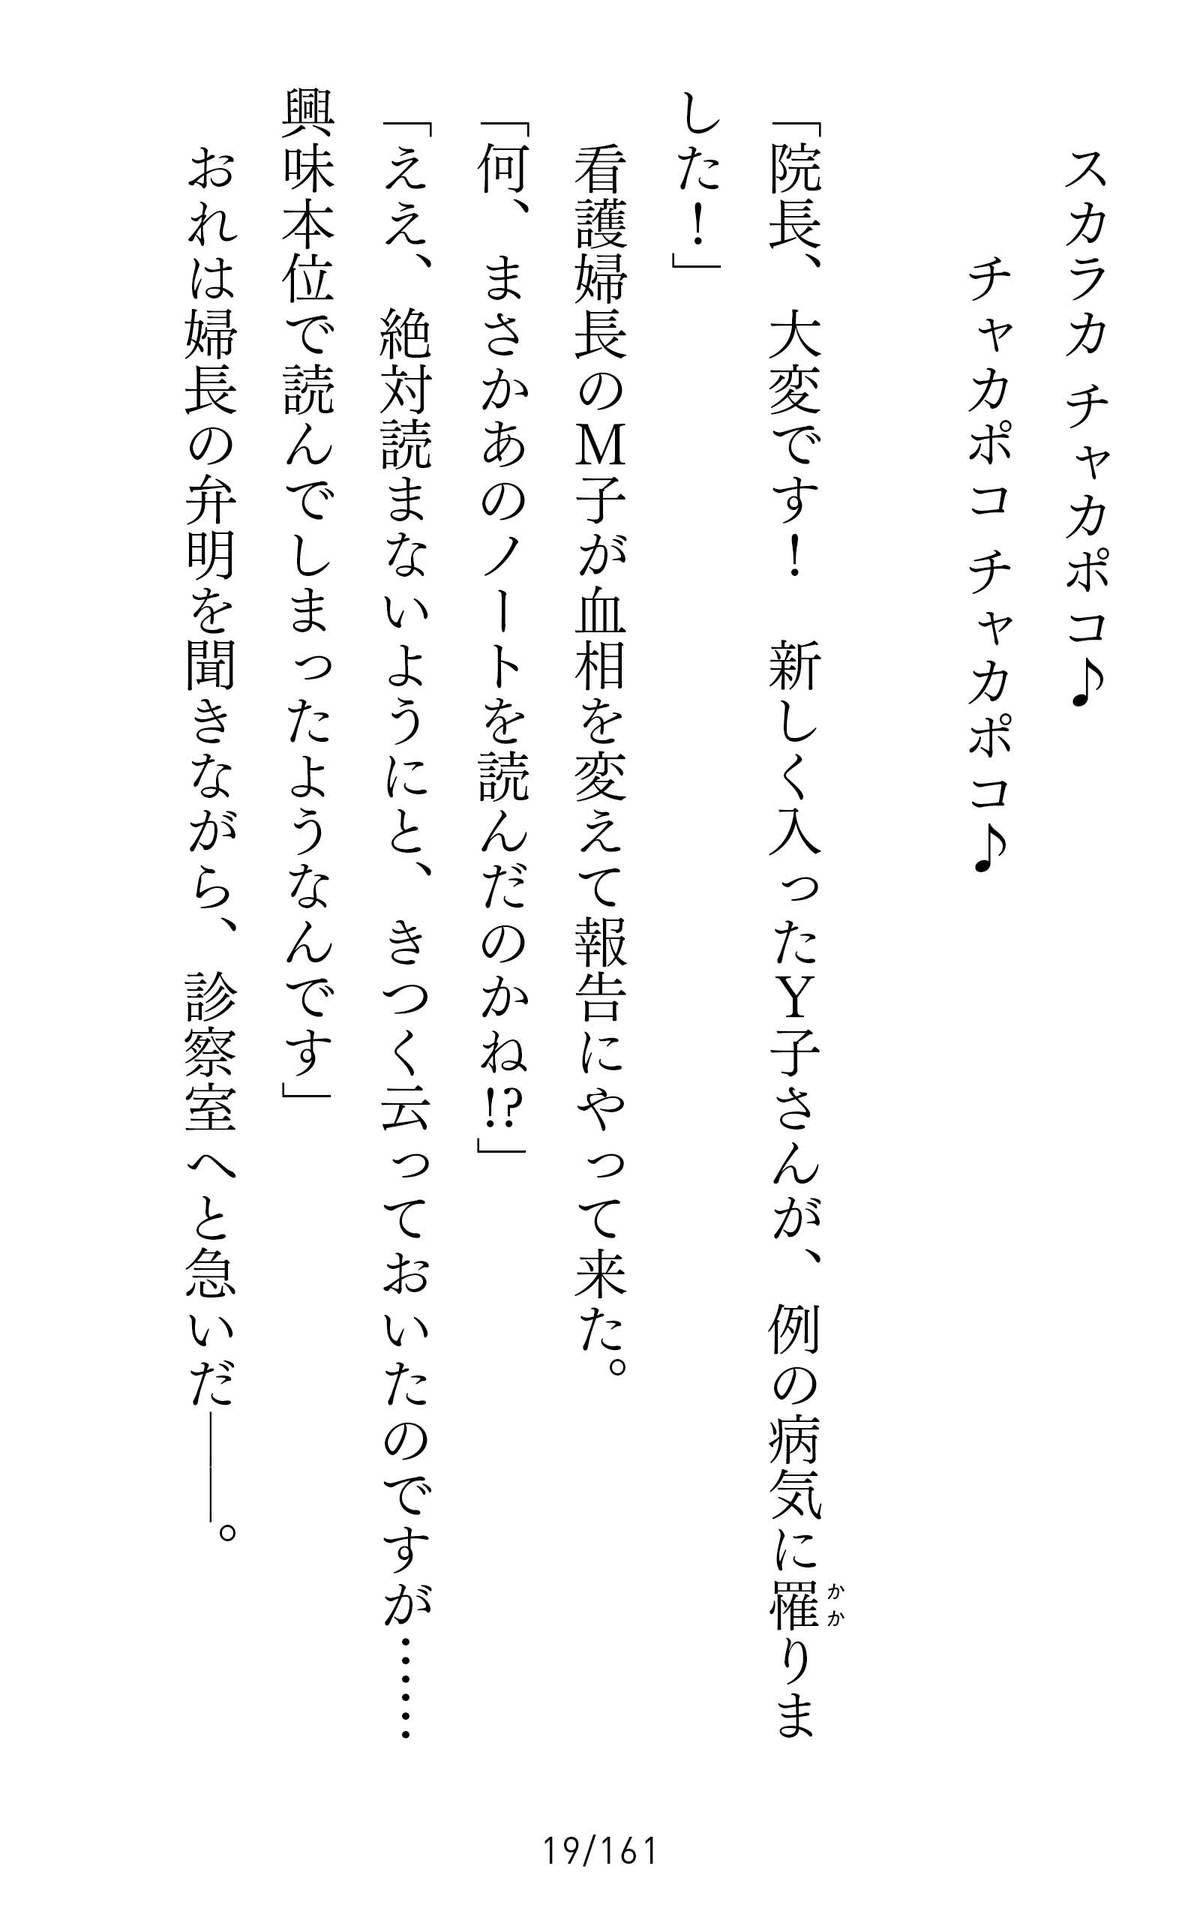 スカラカ チャカポコ♪
チャカポコ チャカポコ♪
「院長、大変です！　新しく入ったＹ子さんが、例の病気に罹りま
かか
した！」
看護婦長のＭ子が血相を変えて報告にやって来た。
「何、まさかあのノートを読んだのかね!?」
「ええ、絶対読まないようにと、きつく云っておいたのですが……
興味本位で読んでしまったようなんです」
おれは婦長の弁明を聞きながら、診察室へと急いだ――。
19/161